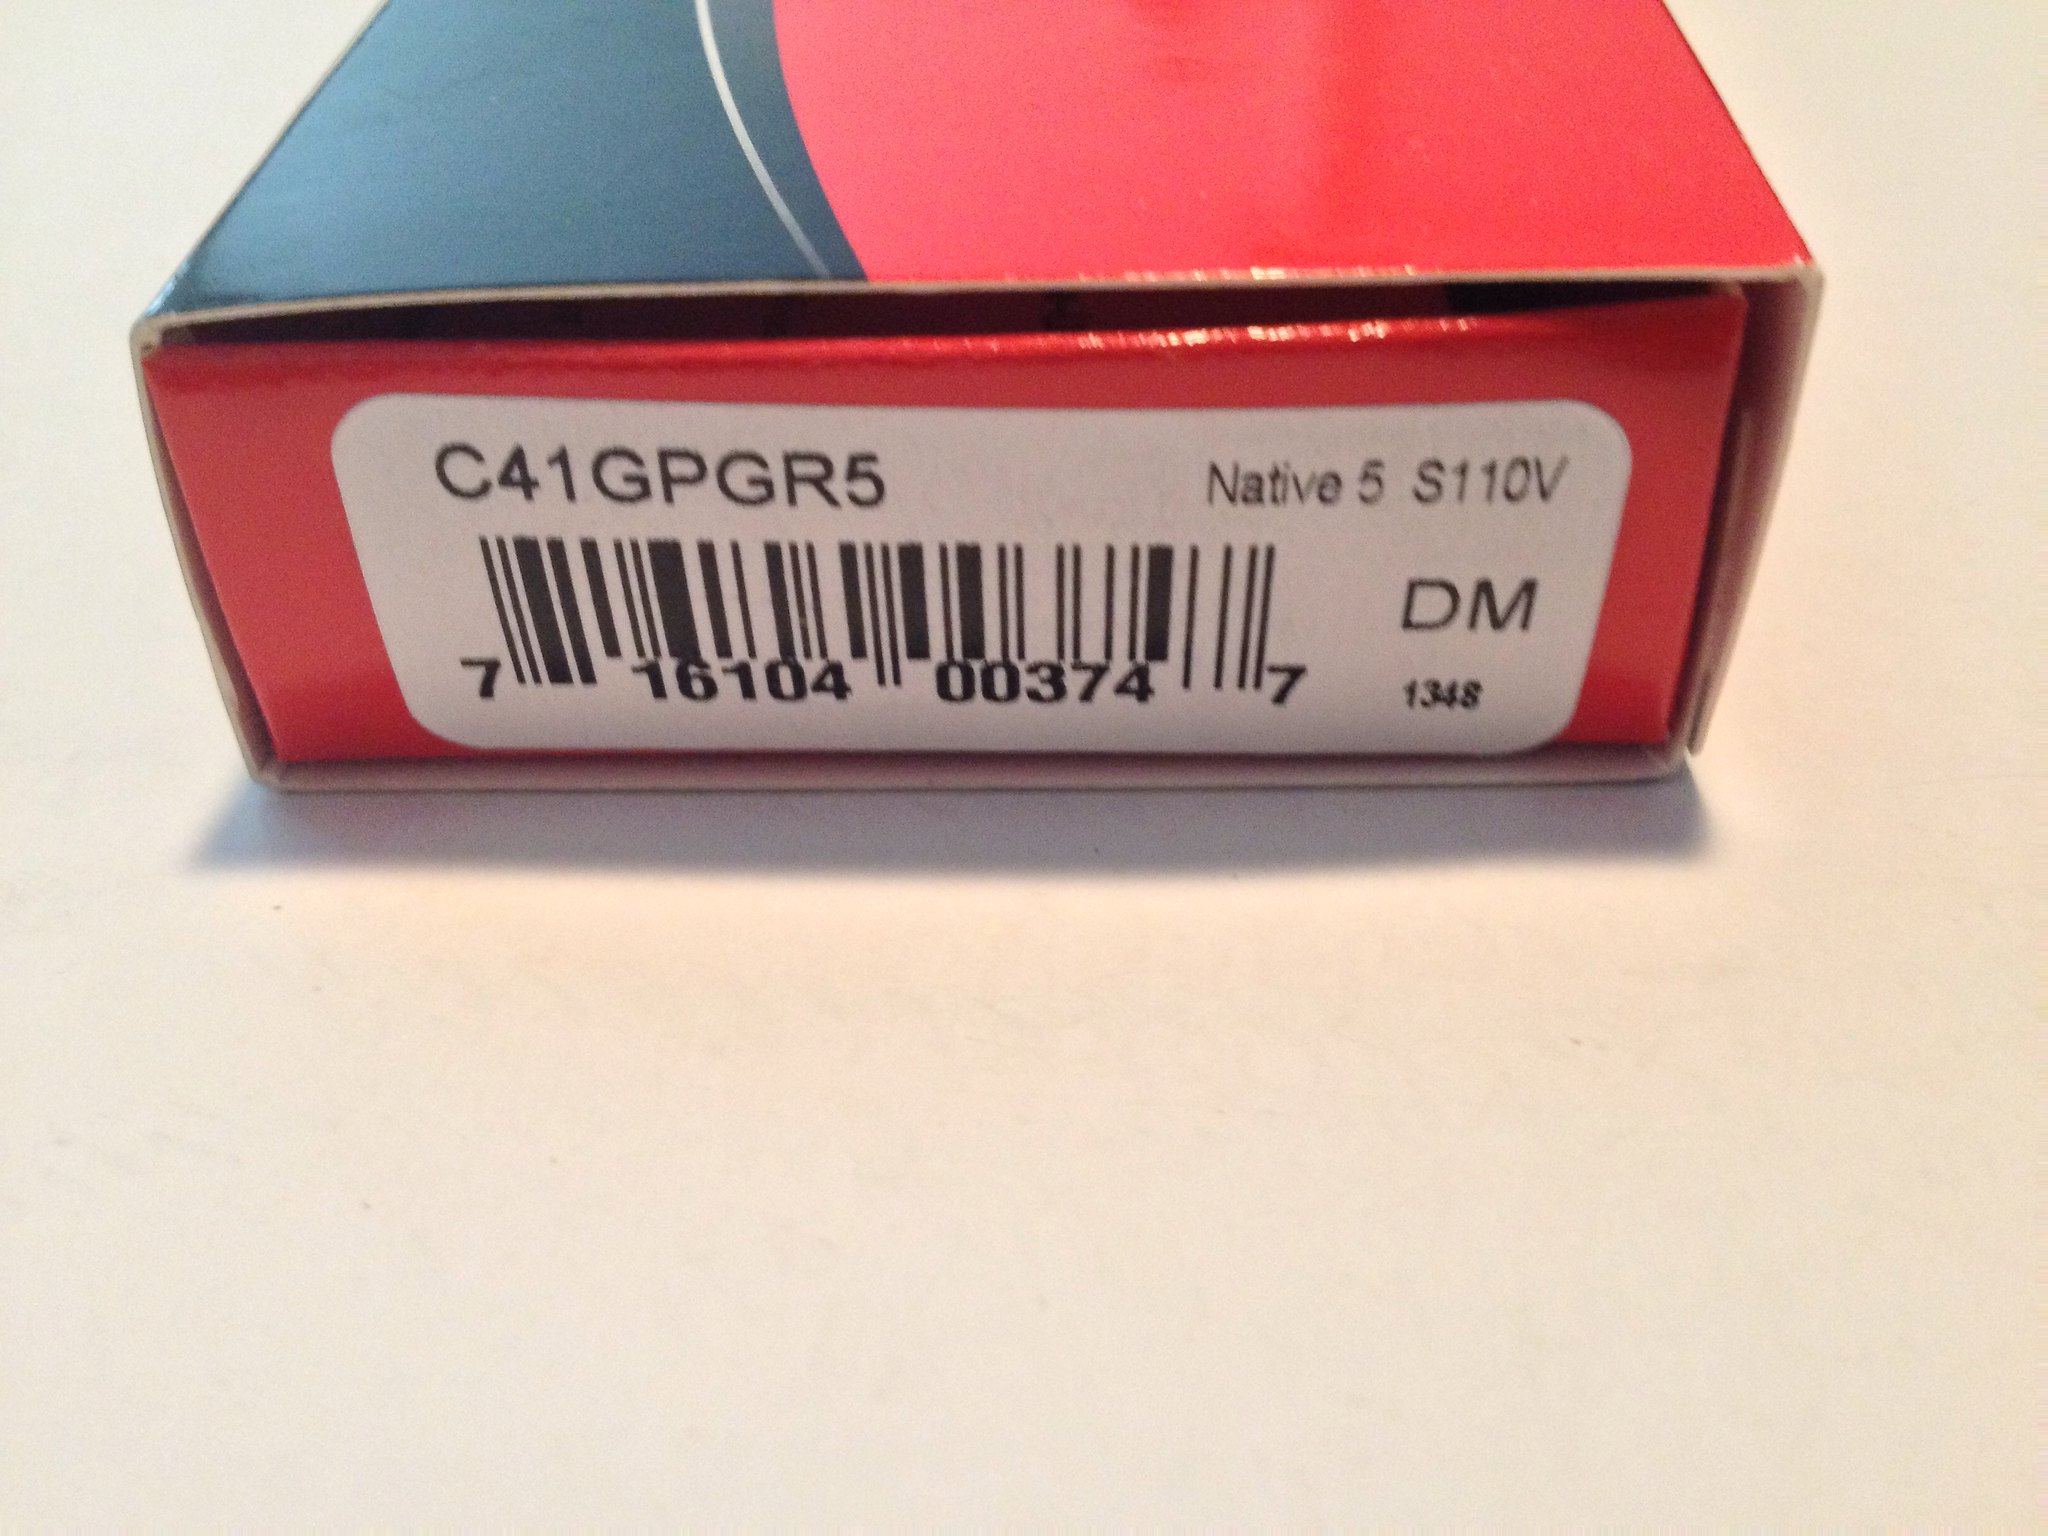 C41GPGR5
Native 5 S110V
DM
7 16104 00374 7
1348